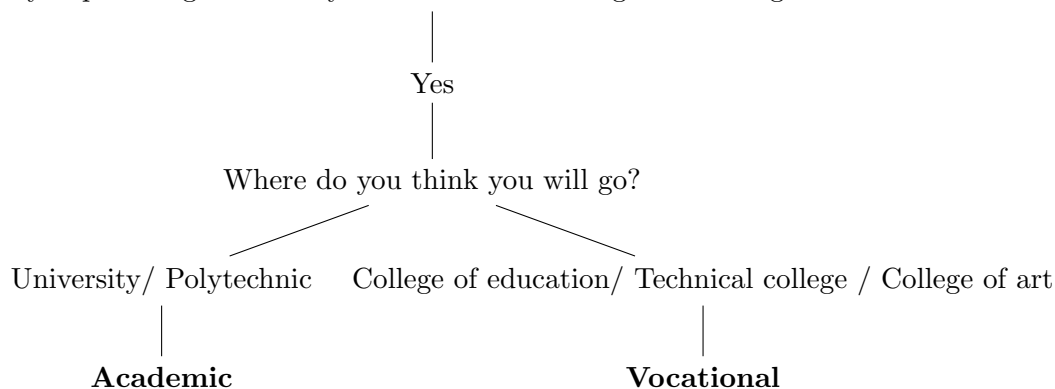 Yes
Where do you think you will go?
University/ Polytechnic College of education/ Technical college / College of art
Academic Vocational